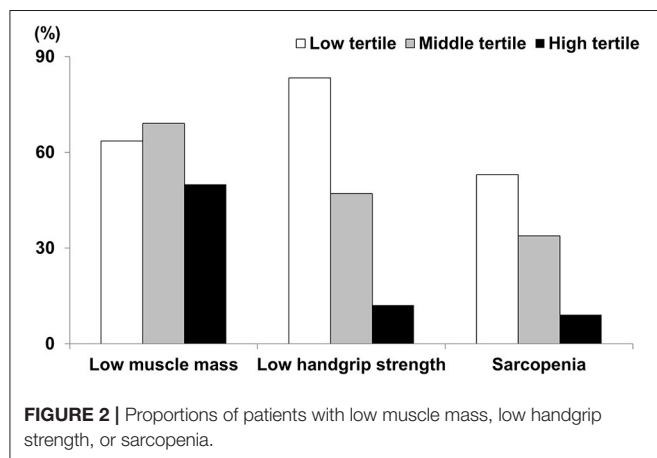 (%)
Low tertile Middle tertile High tertile
90
60
30
0
Low muscle mass Low handgrip strength Sarcopenia
FIGURE 2 | Proportions of patients with low muscle mass, low handgrip
strength, or sarcopenia.